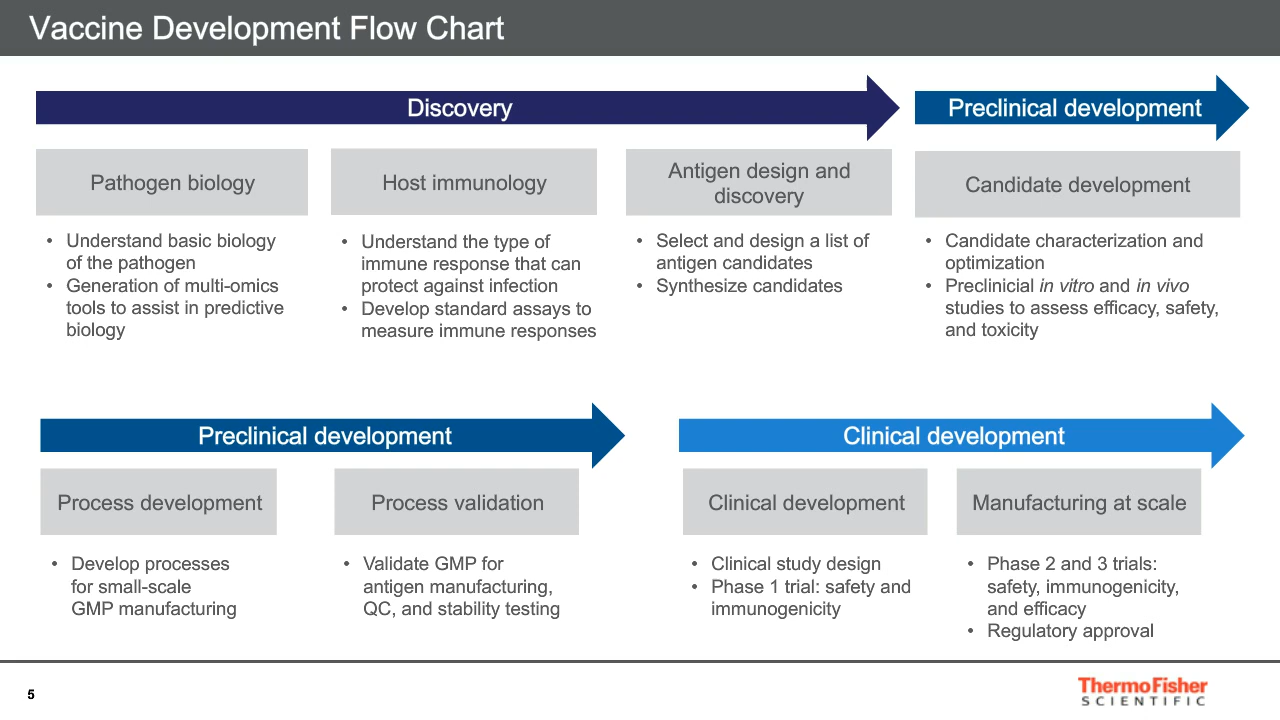 Vaccine Development Flow Chart
Discovery
Preclinical development
Pathogen biology
Host immunology
Antigen design and
discovery
Candidate development
• Understand basic biology
of the pathogen
• Generation of multi-omics
tools to assist in predictive
biology
• Understand the type of
immune response that can
protect against infection
• Develop standard assays to
measure immune responses
• Select and design a list of
antigen candidates
• Synthesize candidates
• Candidate characterization and
optimization
• Preclinicial in vitro and in vivo
studies to assess efficacy, safety,
and toxicity
Preclinical development
Clinical development
Process development
Process validation
Clinical development
Manufacturing at scale
• Develop processes
for small-scale
GMP manufacturing
• Validate GMP for
antigen manufacturing,
QC, and stability testing
• Clinical study design
• Phase 1 trial: safety and
immunogenicity
• Phase 2 and 3 trials:
safety, immunogenicity,
and efficacy
• Regulatory approval
5
ThermoFisher
SCIENTIFIC